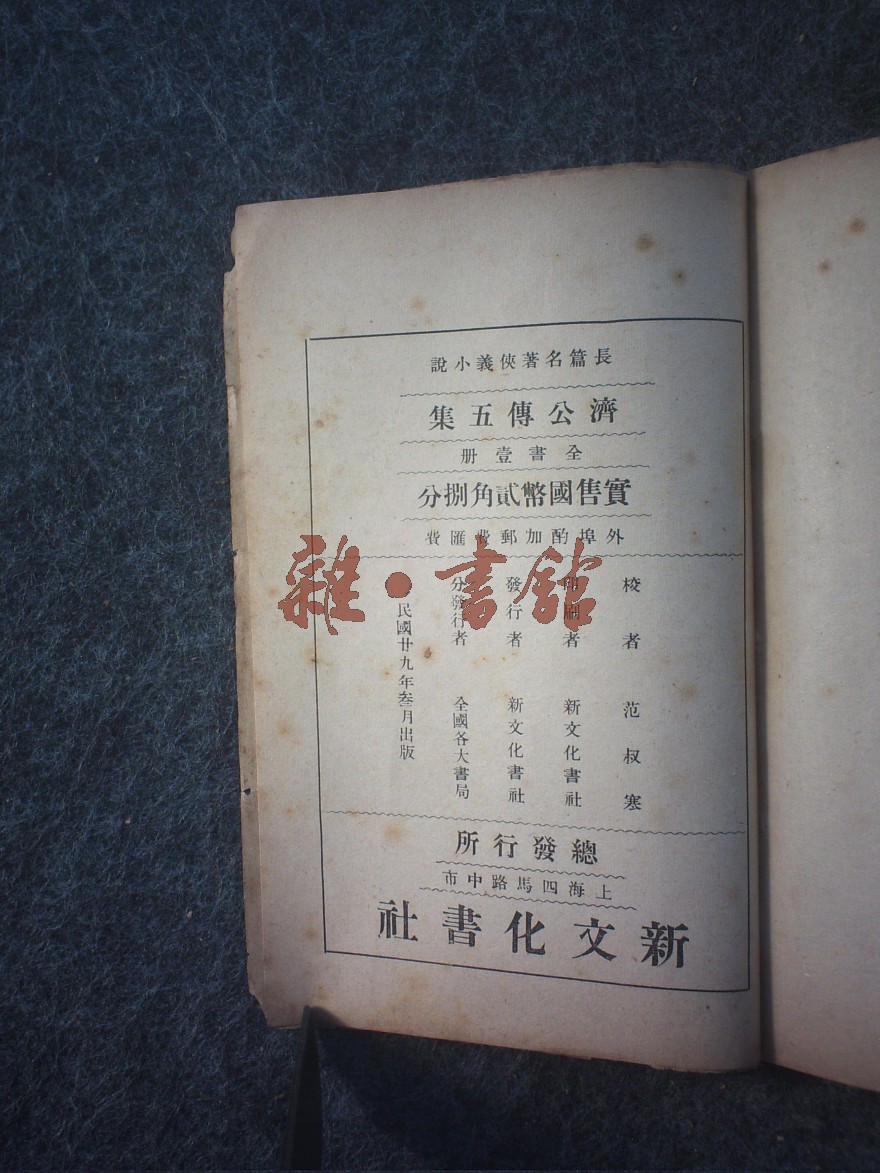 長篇名著俠義小說
濟公傳五集
全書壹册
實售國幣貳角捌分
外埠酌加郵費匯費
校者 范叔寒
印刷者 新文化書社
發行者 新文化書社
分發行者 全國各大書局
民國廿九年叁月出版
總發行所
上海四馬路中市
新文化書社
雜·書館